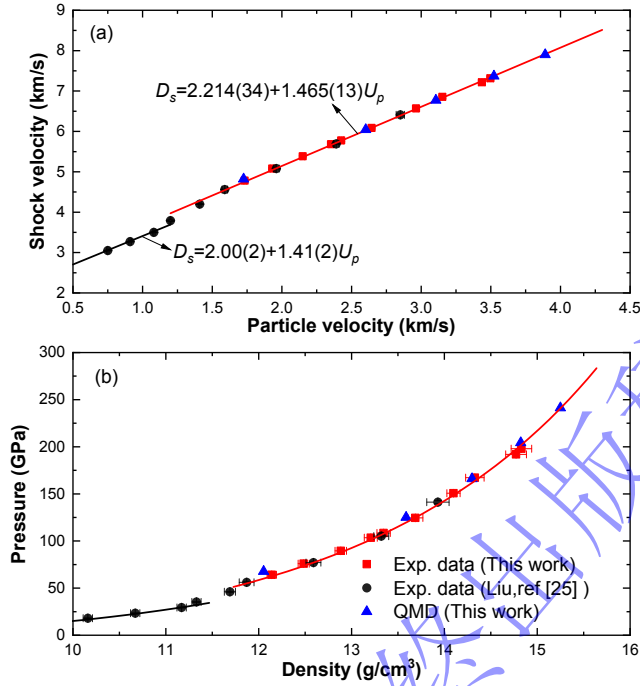 (a)
9
8
7
6
5
4
3
2
Shock velocity (km/s)
D_s=2.214(34)+1.465(13)U_p
D_s=2.00(2)+1.41(2)U_p
0.5 1.0 1.5 2.0 2.5 3.0 3.5 4.0 4.5
Particle velocity (km/s)
(b)
300
250
200
150
100
50
0
Pressure (GPa)
Exp. data (This work)
Exp. data (Liu,ref [25] )
QMD (This work)
10 11 12 13 14 15 16
Density (g/cm³)
终出版